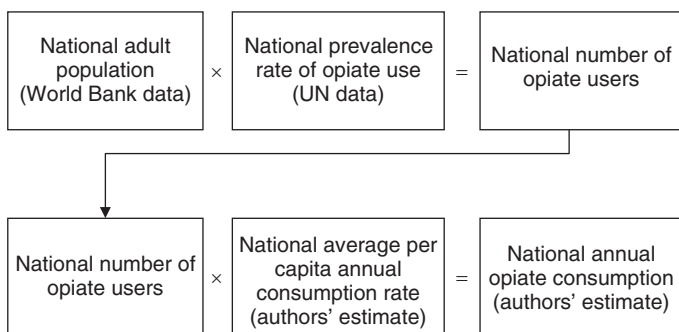 National adult
population
(World Bank data)
×
National prevalence
rate of opiate use
(UN data)
=
National number of
opiate users
National number of
opiate users
×
National average per
capita annual
consumption rate
(authors’ estimate)
=
National annual
opiate consumption
(authors’ estimate)